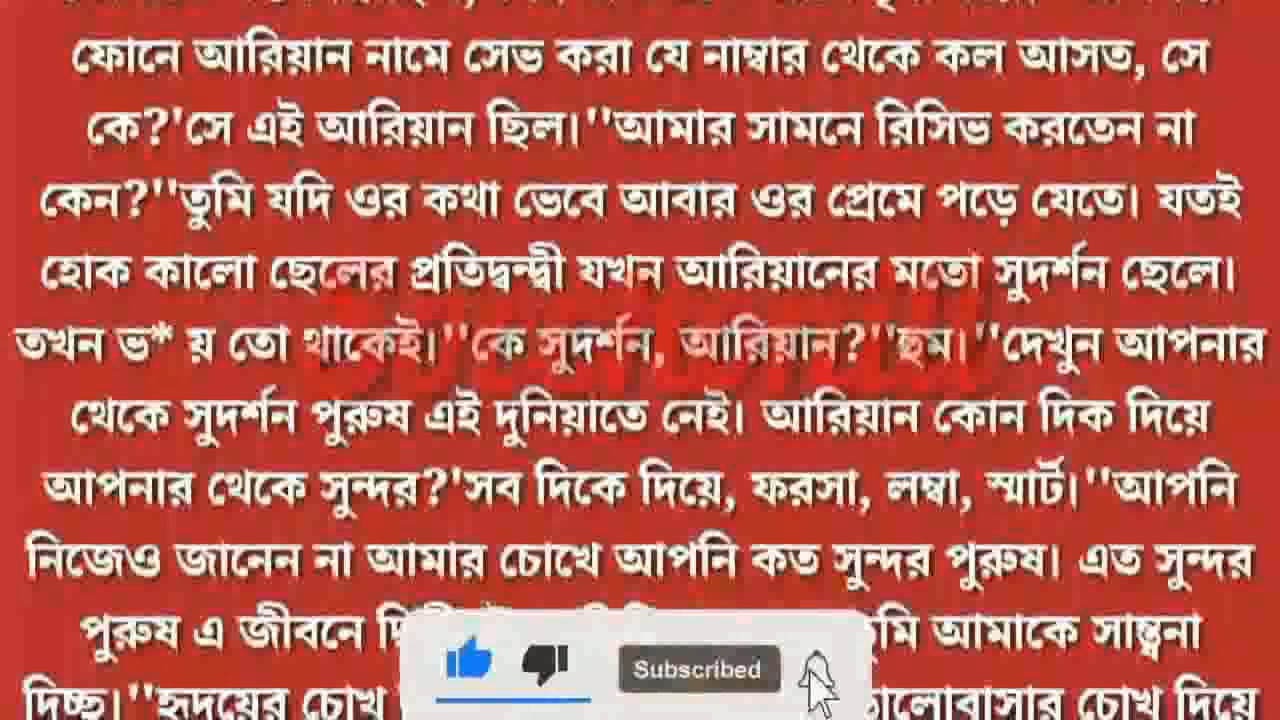 ফোনে আরিয়ান নামে সেভ করা যে নাম্বার থেকে কল আসত, সে
কে?'সে এই আরিয়ান ছিল।''আমার সামনে রিসিভ করতেন না
কেন?''তুমি যদি ওর কথা ভেবে আবার ওর প্রেমে পড়ে যেতে। যতই
হোক কালো ছেলের প্রতিদ্বন্দ্বী যখন আরিয়ানের মতো সুদর্শন ছেলে।
তখন ভ* য় তো থাকেই।''কে সুদর্শন, আরিয়ান?''হুম।''দেখুন আপনার
থেকে সুদর্শন পুরুষ এই দুনিয়াতে নেই। আরিয়ান কোন দিক দিয়ে
আপনার থেকে সুন্দর?'সব দিকে দিয়ে, ফরসা, লম্বা, স্মার্ট।''আপনি
নিজেও জানেন না আমার চোখে আপনি কত সুন্দর পুরুষ। এত সুন্দর
পুরুষ এ জীবনে আমাকে সান্ত্বনা
দিচ্ছ।''হৃদয়ের চোখ চোখ দিয়ে
Subscribed